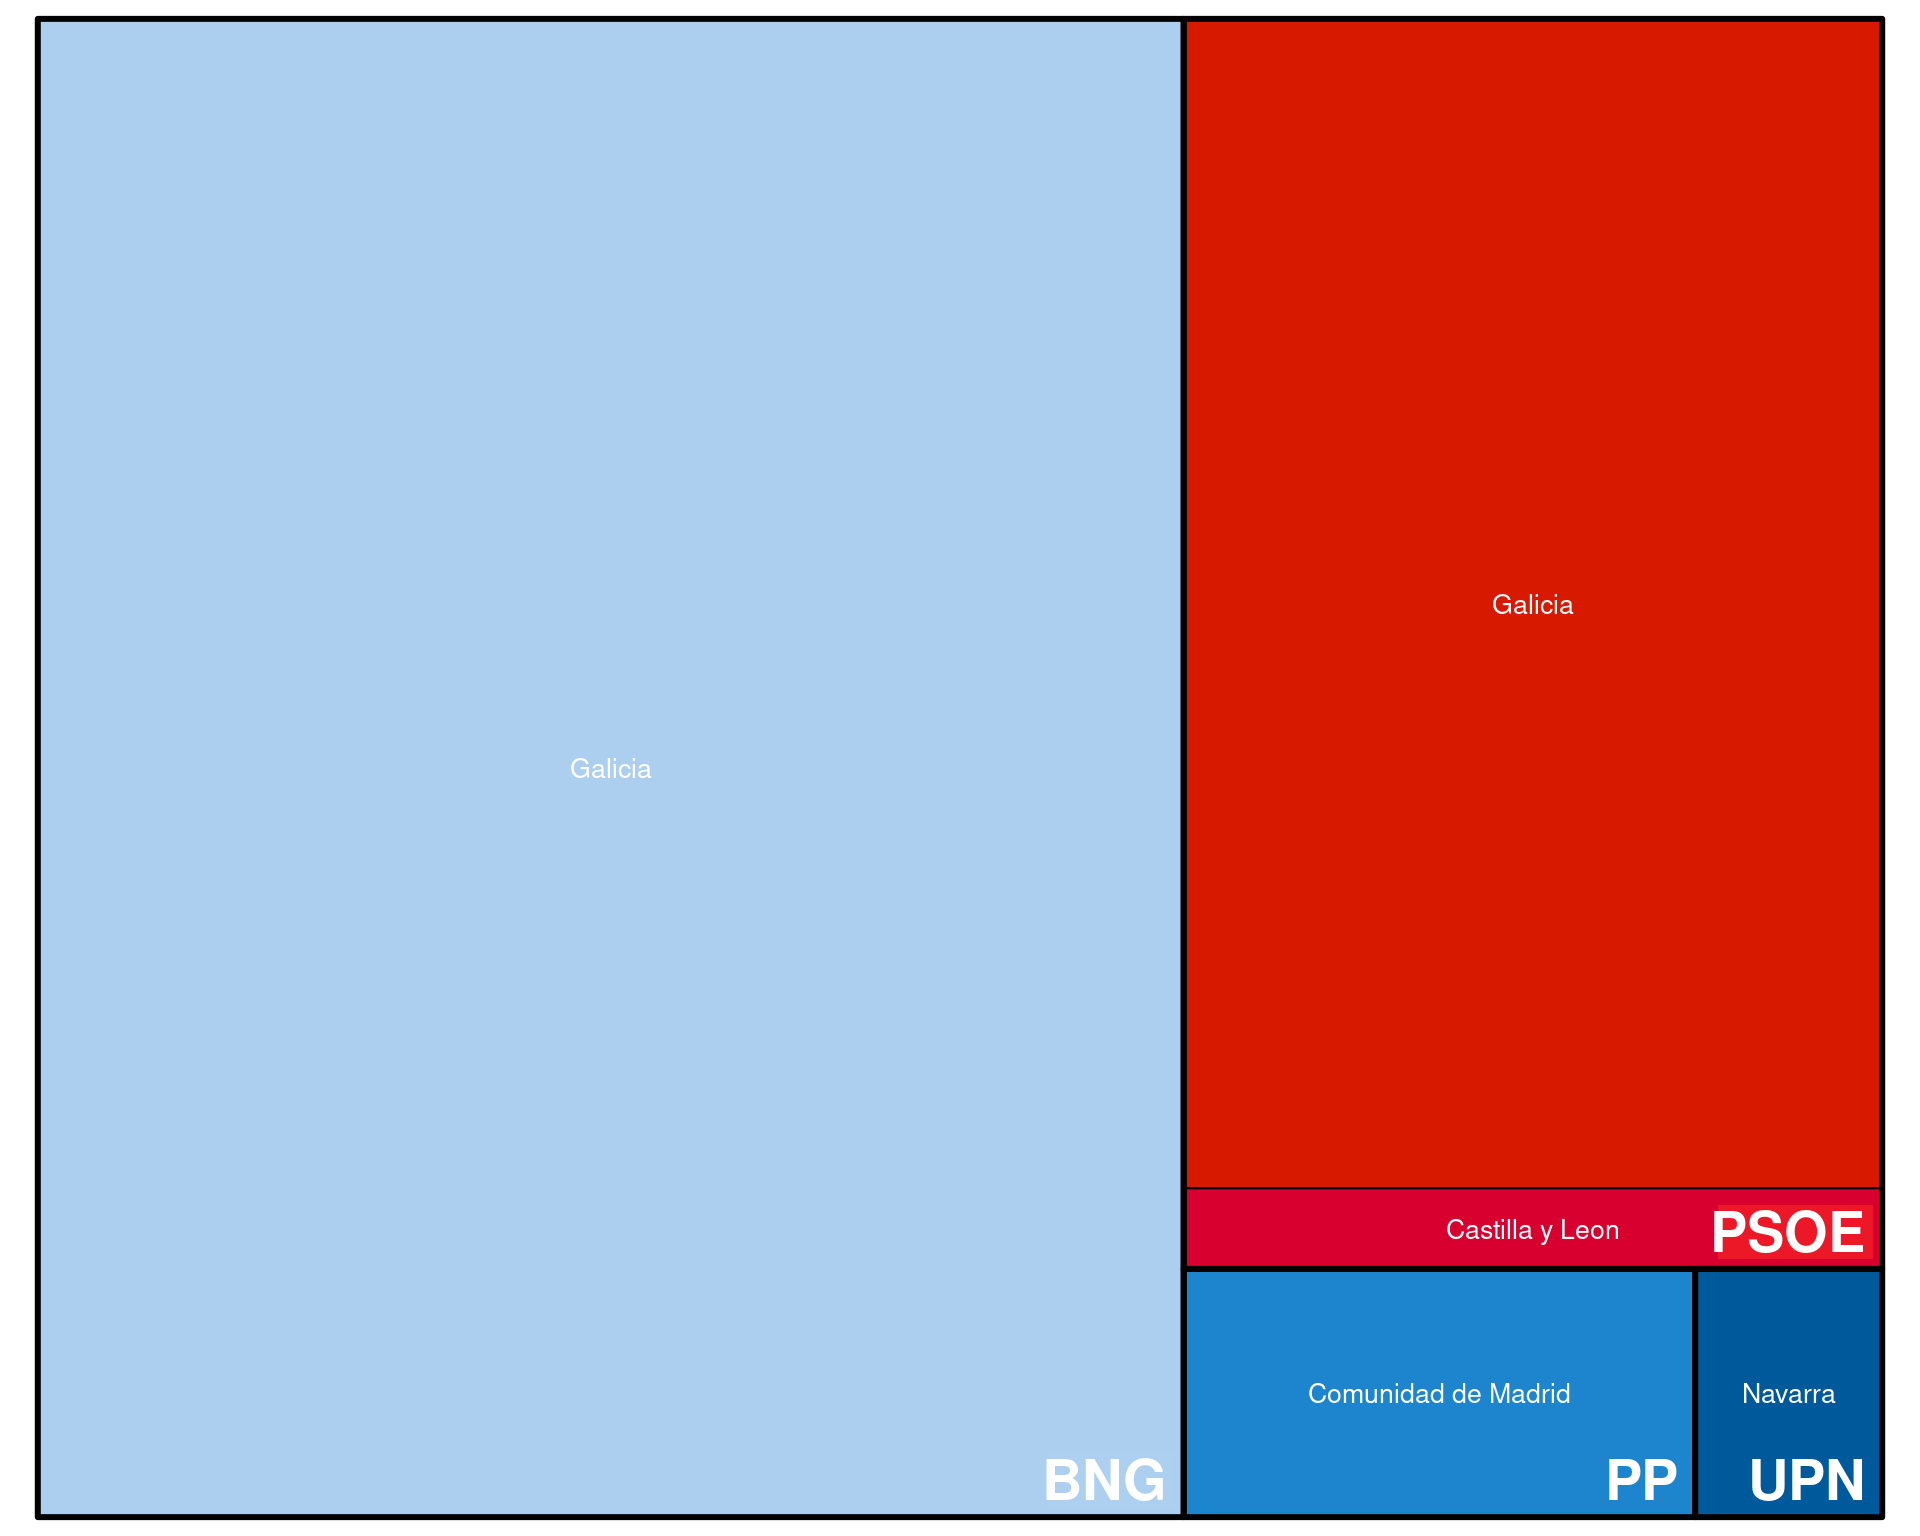 Galicia
BNG
Galicia
Castilla y Leon
PSOE
Comunidad de Madrid
PP
Navarra
UPN